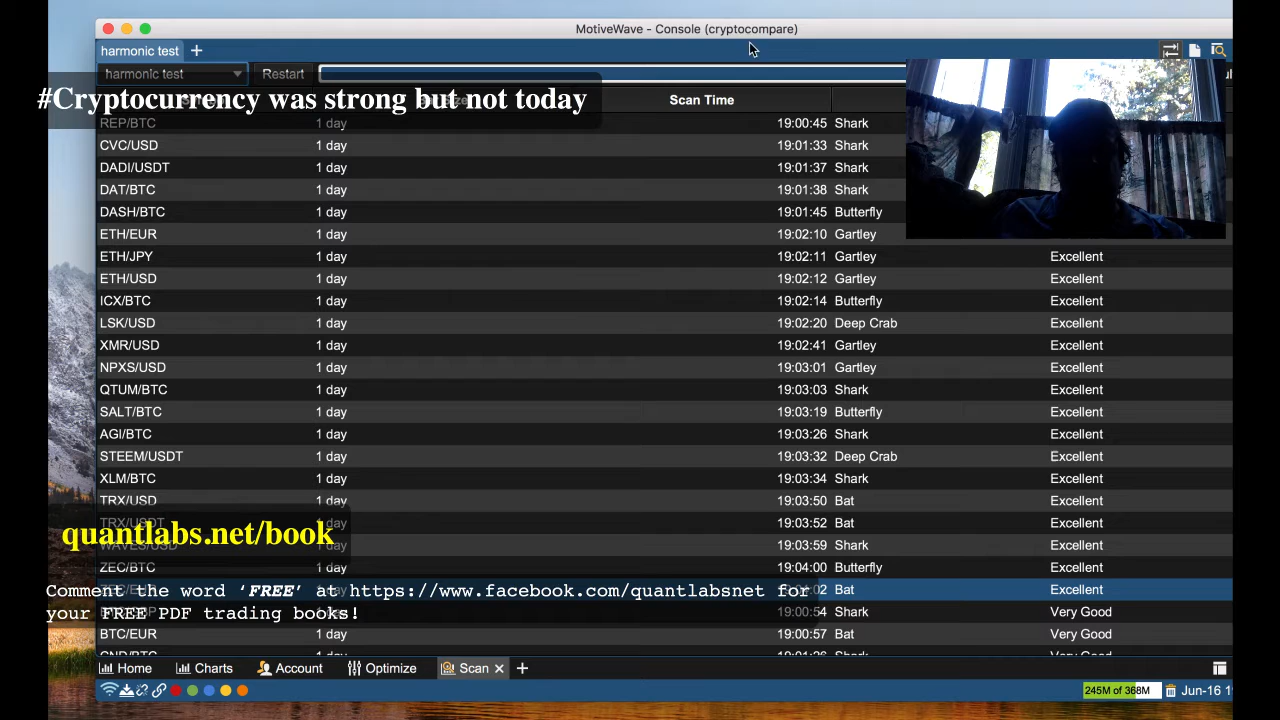 MotiveWave - Console (cryptocompare)
harmonic test +
harmonic test Restart
#Cryptocurrency was strong but not today
Scan Time
REP/BTC 1 day 19:00:45 Shark
CVC/USD 1 day 19:01:33 Shark
DADI/USDT 1 day 19:01:37 Shark
DAT/BTC 1 day 19:01:38 Shark
DASH/BTC 1 day 19:01:45 Butterfly
ETH/EUR 1 day 19:02:10 Gartley
ETH/JPY 1 day 19:02:11 Gartley Excellent
ETH/USD 1 day 19:02:12 Gartley Excellent
ICX/BTC 1 day 19:02:14 Butterfly Excellent
LSK/USD 1 day 19:02:20 Deep Crab Excellent
XMR/USD 1 day 19:02:41 Gartley Excellent
NPXS/USD 1 day 19:03:01 Gartley Excellent
QTUM/BTC 1 day 19:03:03 Shark Excellent
SALT/BTC 1 day 19:03:19 Butterfly Excellent
AGI/BTC 1 day 19:03:26 Shark Excellent
STEEM/USDT 1 day 19:03:32 Deep Crab Excellent
XLM/BTC 1 day 19:03:34 Shark Excellent
TRX/USD 1 day 19:03:50 Bat Excellent
TRX/USDT 1 day 19:03:52 Bat Excellent
quantlabs.net/book
WAVES/USD 1 day 19:03:59 Shark Excellent
ZEC/BTC 1 day 19:04:00 Butterfly Excellent
Bat Excellent
Comment the word ‘FREE’ at https://www.facebook.com/quantlabsnet for
your FREE PDF trading books!
Shark Very Good
BTC/EUR 1 day 19:00:57 Bat Very Good
Home Charts Account Optimize Scan × +
245M of 368M Jun-16